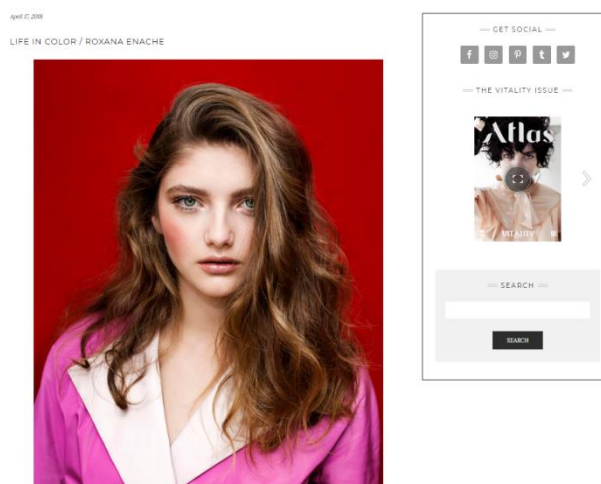 April 17, 2018
LIFE IN COLOR / ROXANA ENACHE
GET SOCIAL
THE VITALITY ISSUE
Atlas
VITALITY
SEARCH
SEARCH